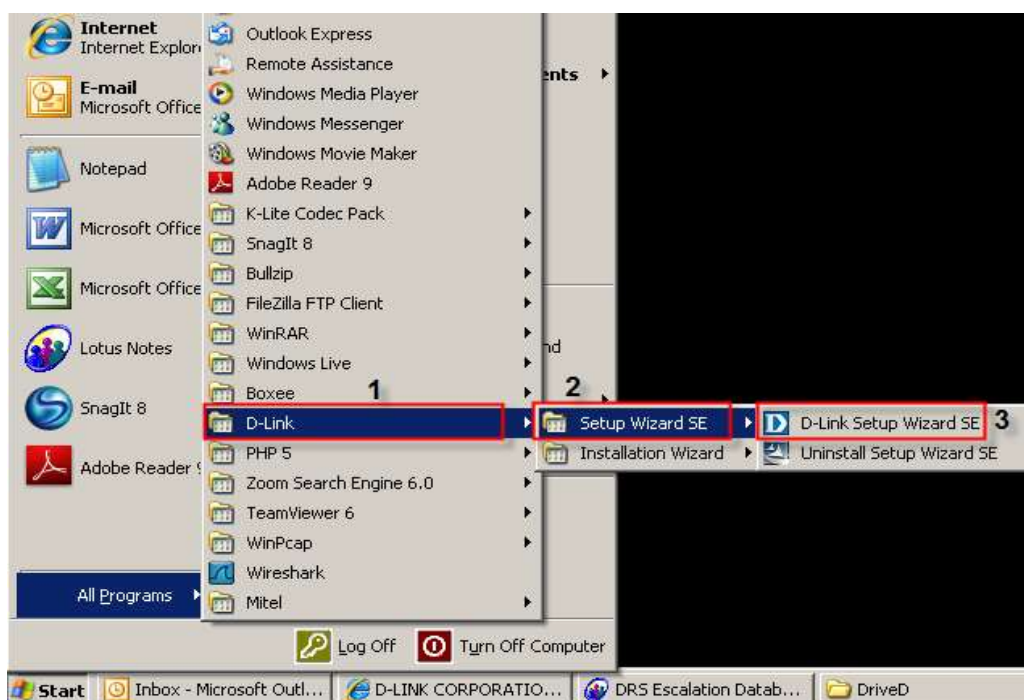 Internet
Internet Explor
E-mail
Microsoft Office
Notepad
Microsoft Office
Microsoft Office
Lotus Notes
SnagIt 8
Adobe Reader 9
All Programs
Outlook Express
Remote Assistance
Windows Media Player
Windows Messenger
Windows Movie Maker
Adobe Reader 9
K-Lite Codec Pack
SnagIt 8
Bullzip
FileZilla FTP Client
WinRAR
Windows Live
Boxee
1
D-Link
PHP 5
Zoom Search Engine 6.0
TeamViewer 6
WinPcap
Wireshark
Mitel
ents
nd
2
Setup Wizard SE
Installation Wizard
D-Link Setup Wizard SE
3
Uninstall Setup Wizard SE
Log Off
Turn Off Computer
Start
Inbox - Microsoft Outl...
D-LINK CORPORATIO...
DRS Escalation Datab...
DriveD